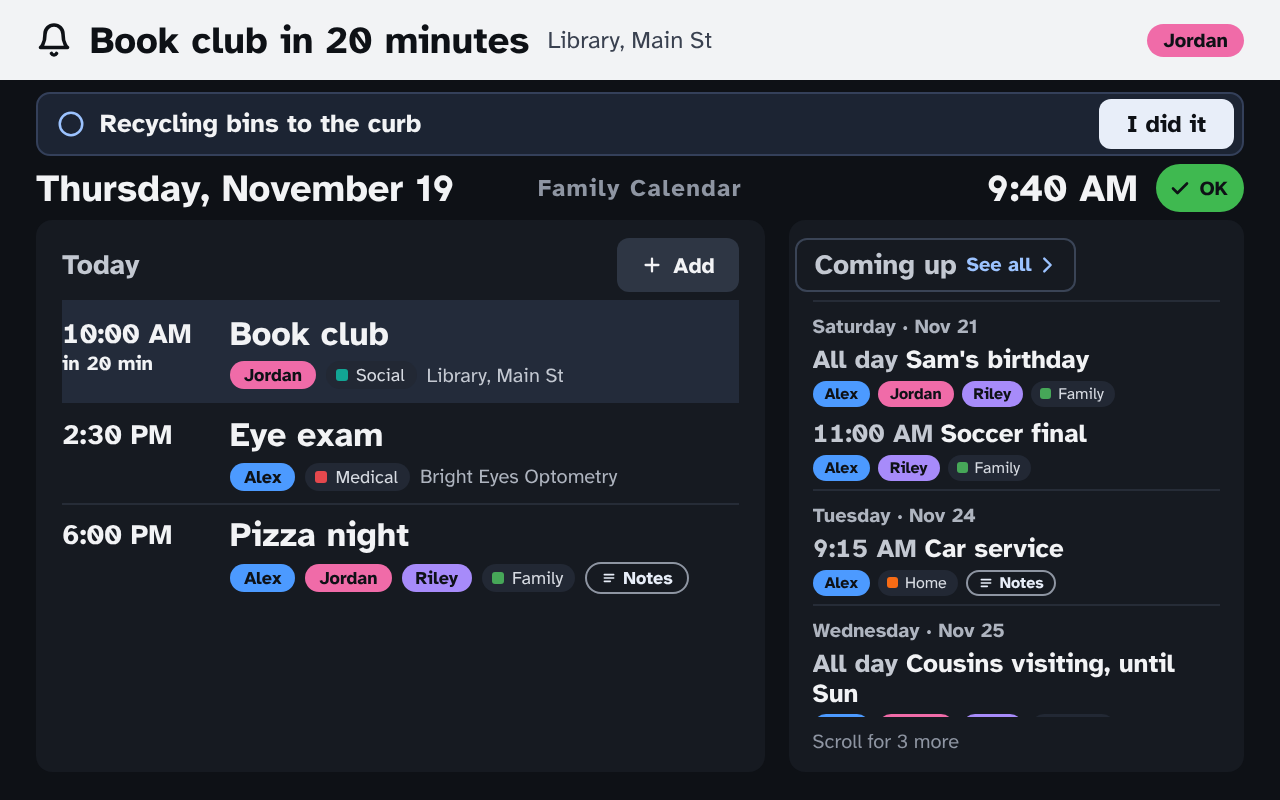 Book club in 20 minutes Library, Main St Jordan
Recycling bins to the curb I did it
Thursday, November 19 Family Calendar 9:40 AM OK
Today + Add
10:00 AM Book club
in 20 min
Jordan Social Library, Main St
2:30 PM Eye exam
Alex Medical Bright Eyes Optometry
6:00 PM Pizza night
Alex Jordan Riley Family Notes
Coming up See all
Saturday · Nov 21
All day Sam's birthday
Alex Jordan Riley Family
11:00 AM Soccer final
Alex Riley Family
Tuesday · Nov 24
9:15 AM Car service
Alex Home Notes
Wednesday · Nov 25
All day Cousins visiting, until
Sun
Scroll for 3 more